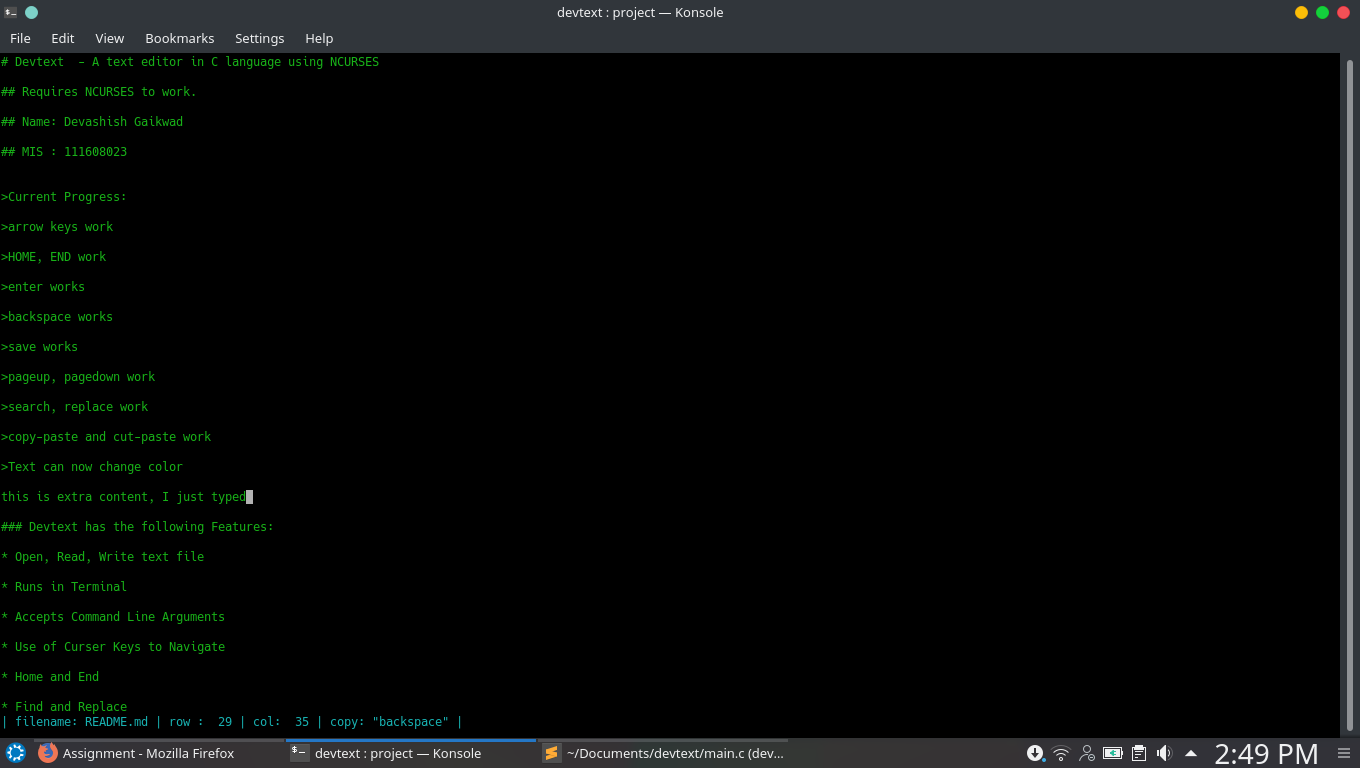 devtext : project — Konsole
File Edit View Bookmarks Settings Help
# Devtext  - A text editor in C language using NCURSES
## Requires NCURSES to work.
## Name: Devashish Gaikwad
## MIS : 111608023
>Current Progress:
>arrow keys work
>HOME, END work
>enter works
>backspace works
>save works
>pageup, pagedown work
>search, replace work
>copy-paste and cut-paste work
>Text can now change color
this is extra content, I just typed
### Devtext has the following Features:
* Open, Read, Write text file
* Runs in Terminal
* Accepts Command Line Arguments
* Use of Curser Keys to Navigate
* Home and End
* Find and Replace
| filename: README.md | row :  29 | col:  35 | copy: "backspace" |
Assignment - Mozilla Firefox devtext : project — Konsole ~/Documents/devtext/main.c (dev... 2:49 PM